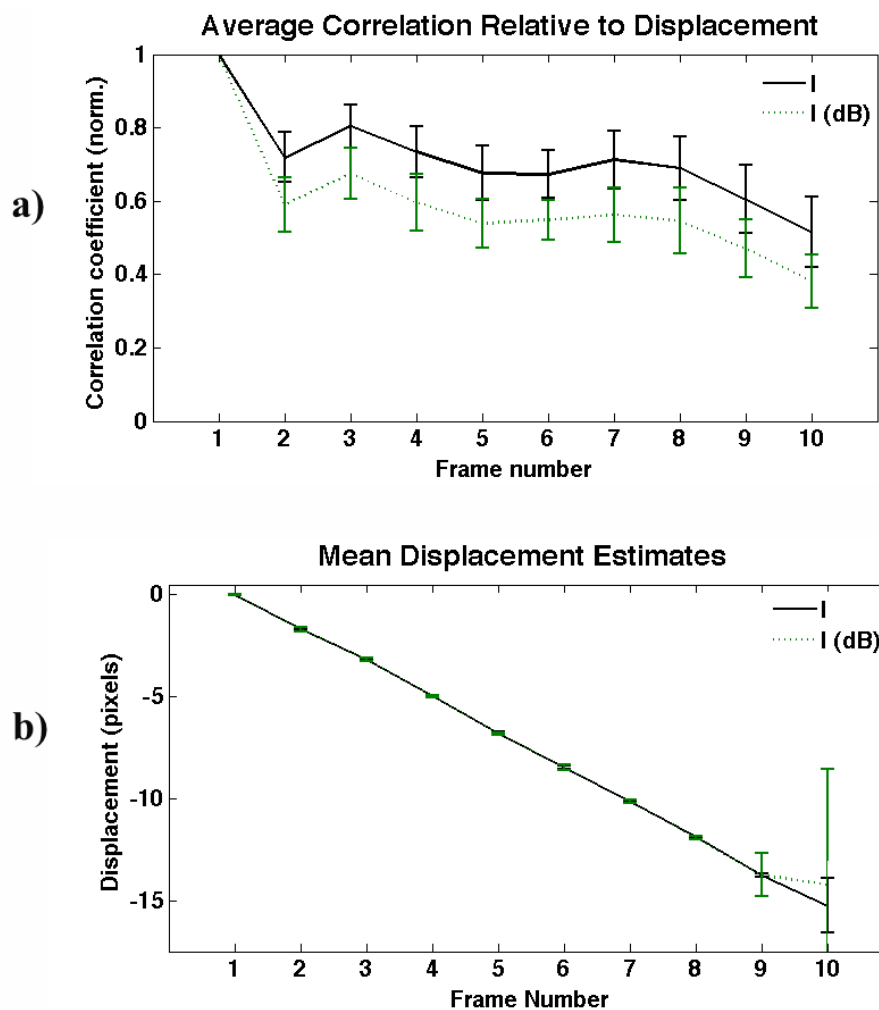 a)
Average Correlation Relative to Displacement
Correlation coefficient (norm.)
1
0.8
0.6
0.4
0.2
0
I
I (dB)
1 2 3 4 5 6 7 8 9 10
Frame number
b)
Mean Displacement Estimates
Displacement (pixels)
0
-5
-10
-15
I
I (dB)
1 2 3 4 5 6 7 8 9 10
Frame Number